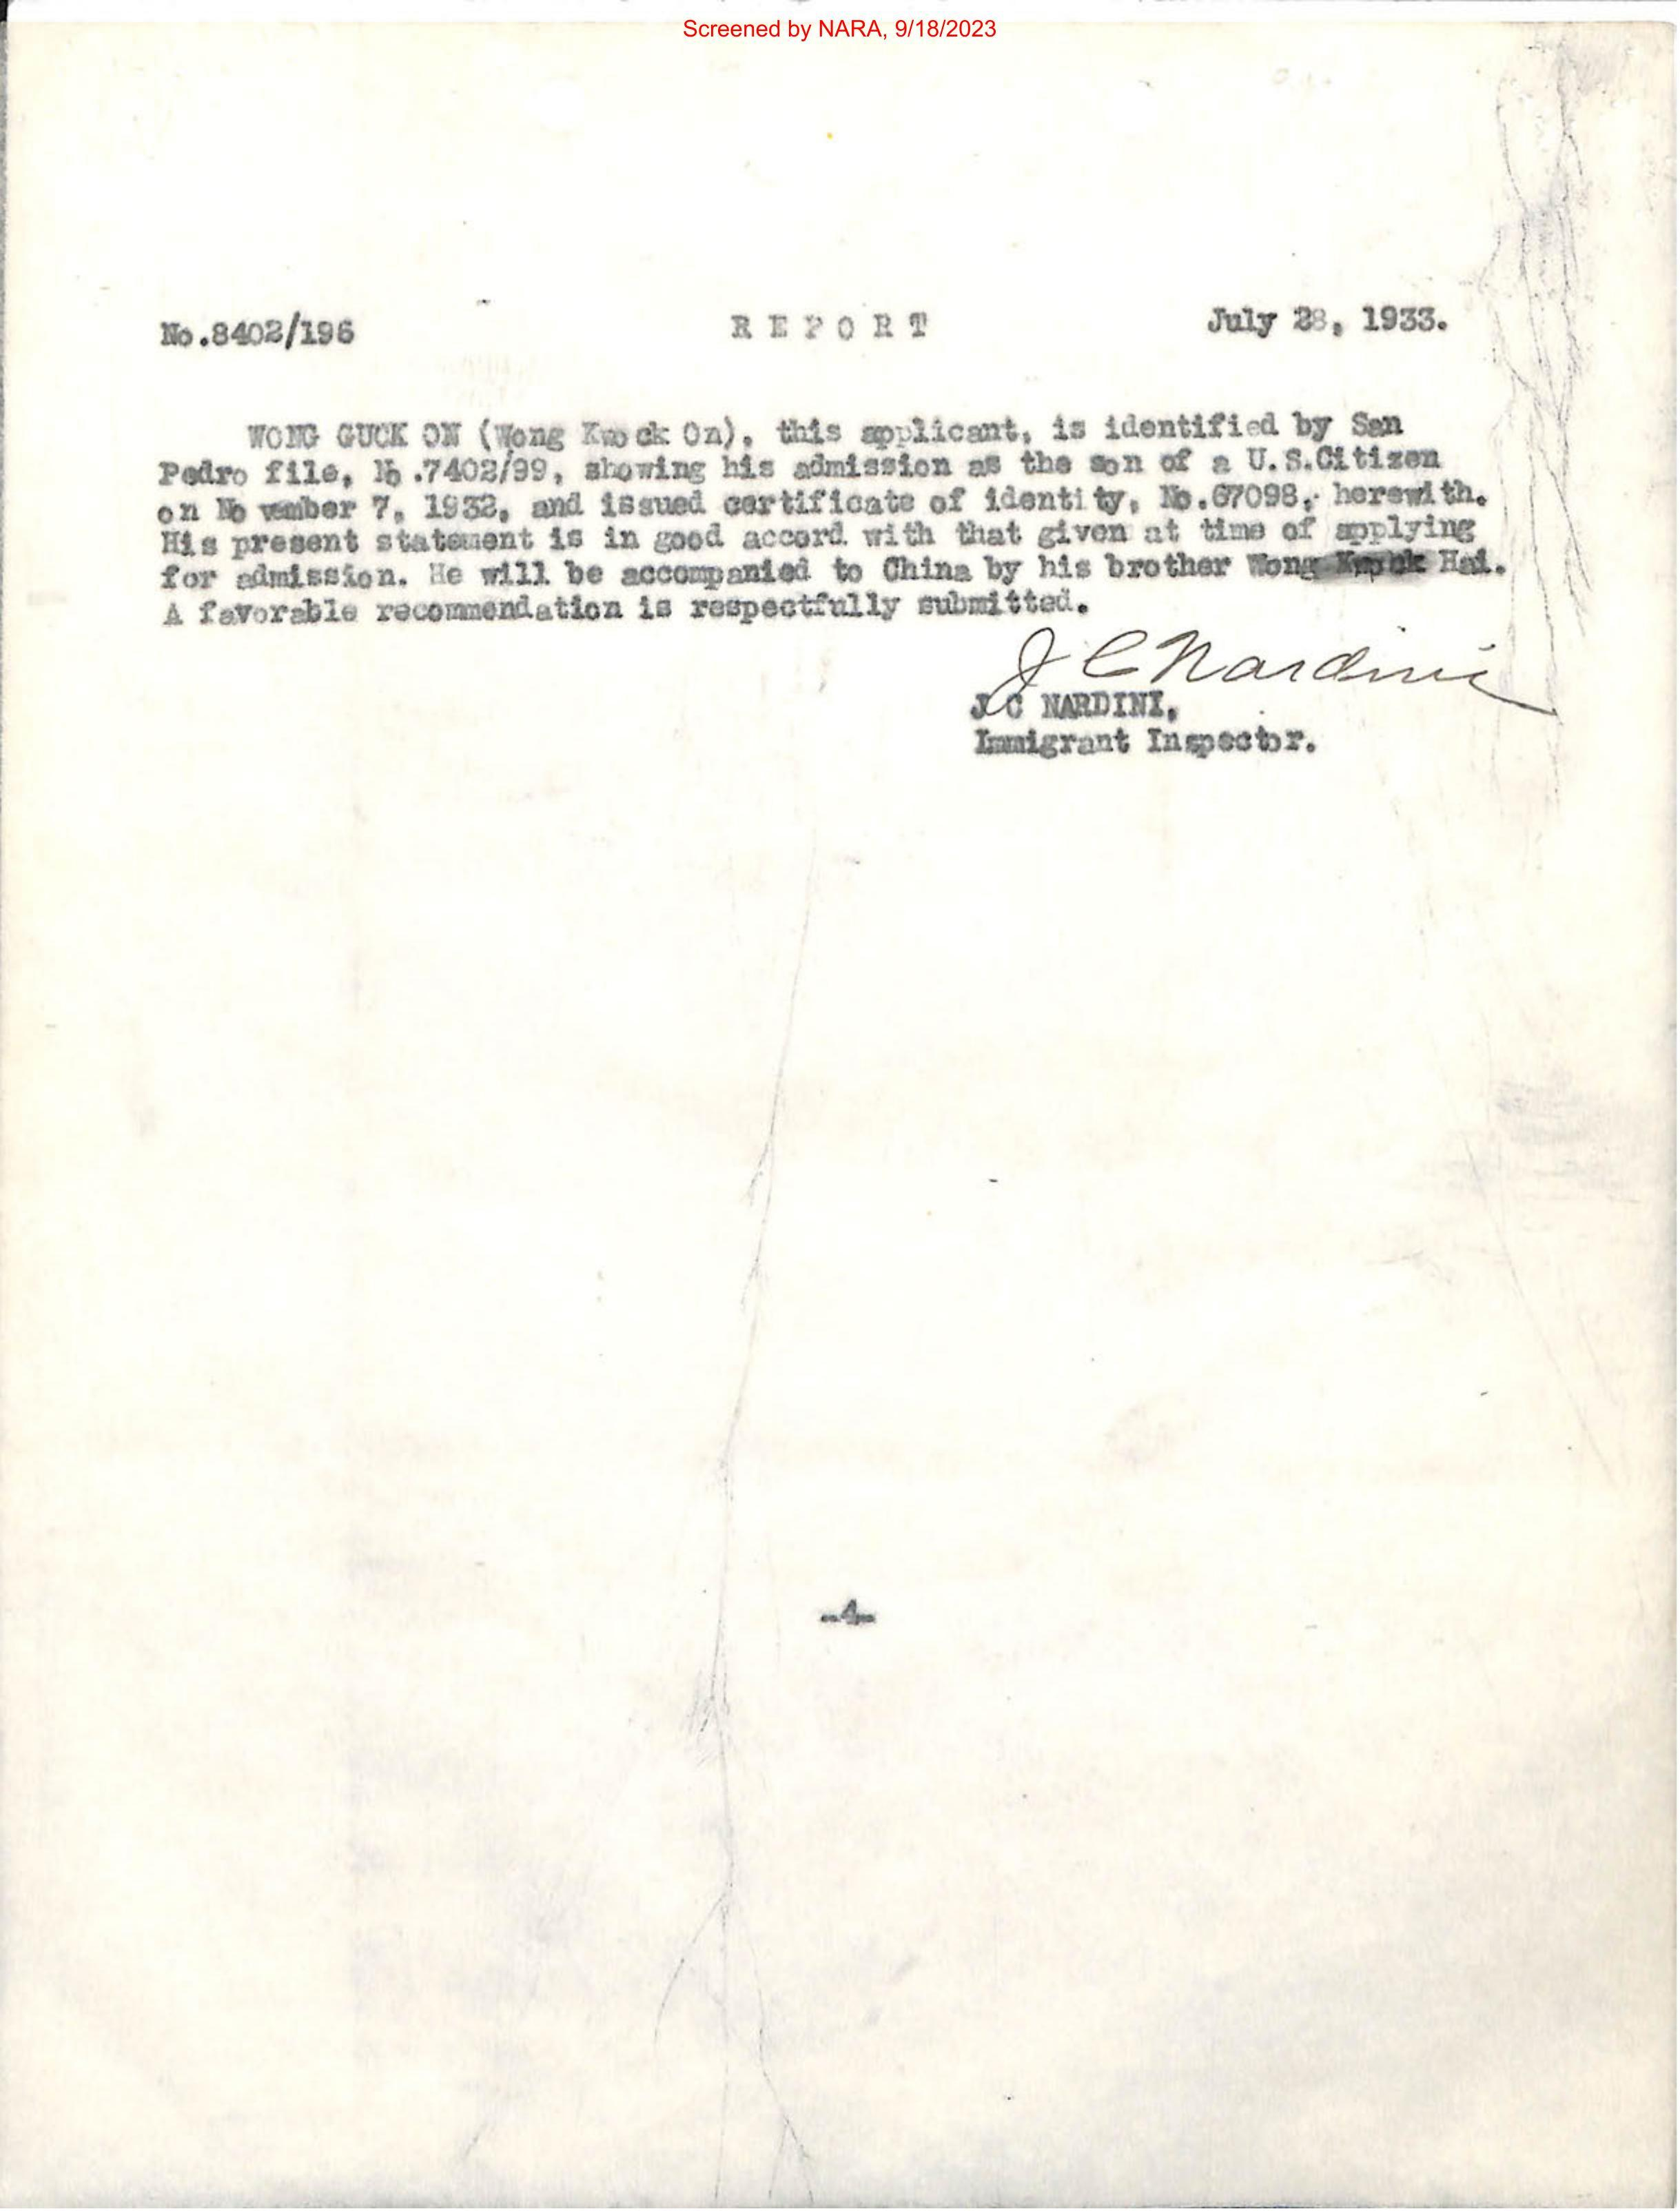 Screened by NARA, 9/18/2023
No.8402/196 R E P O R T July 28, 1933.
WONG GUCK ON (Wong Kwock On), this applicant, is identified by San
Pedro file, No.7402/99, showing his admission as the son of a U.S.Citizen
on No vember 7, 1932, and issued certificate of identity, No.67098, herewith.
His present statement is in good accord with that given at time of applying
for admission. He will be accompanied to China by his brother Wong Kwock Hai.
A favorable recommendation is respectfully submitted.
J C Nardini
J C NARDINI,
Immigrant Inspector.
-4-